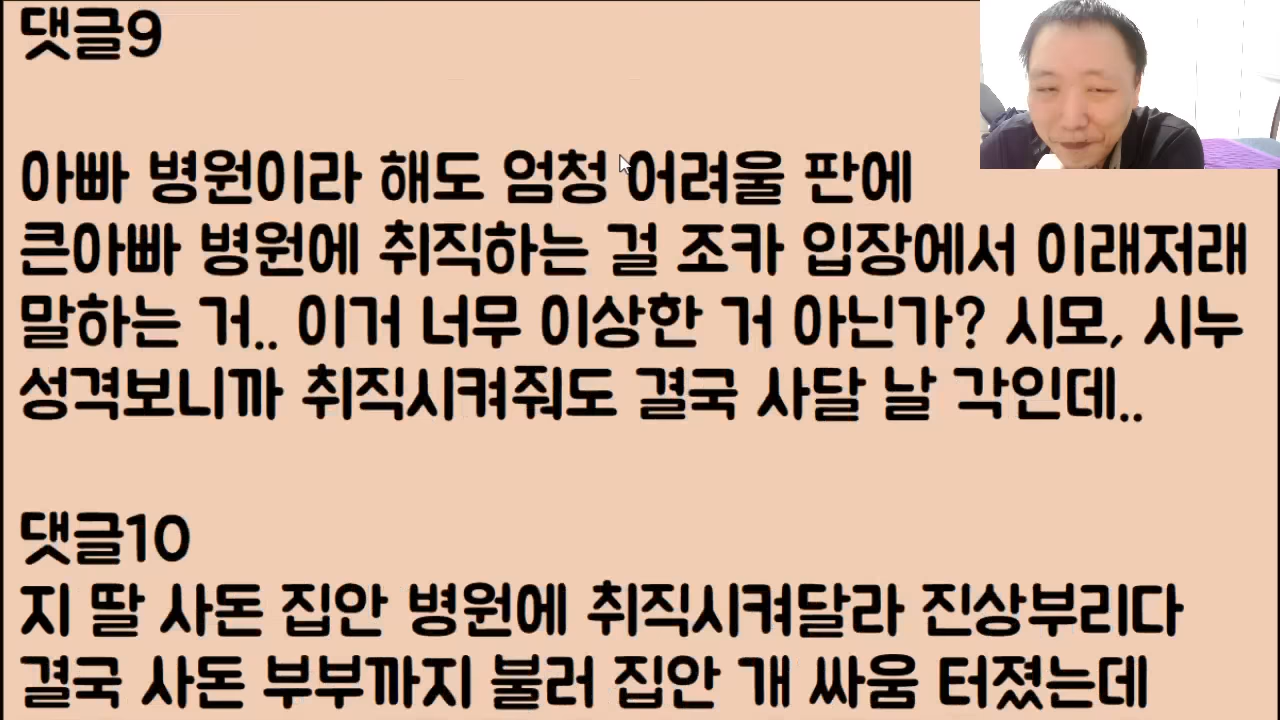 댓글9
아빠 병원이라 해도 엄청 어려울 판에
큰아빠 병원에 취직하는 걸 조카 입장에서 이래저래
말하는 거.. 이거 너무 이상한 거 아닌가? 시모, 시누
성격보니까 취직시켜줘도 결국 사달 날 각인데..
댓글10
지 딸 사돈 집안 병원에 취직시켜달라 진상부리다
결국 사돈 부부까지 불러 집안 개 싸움 터졌는데